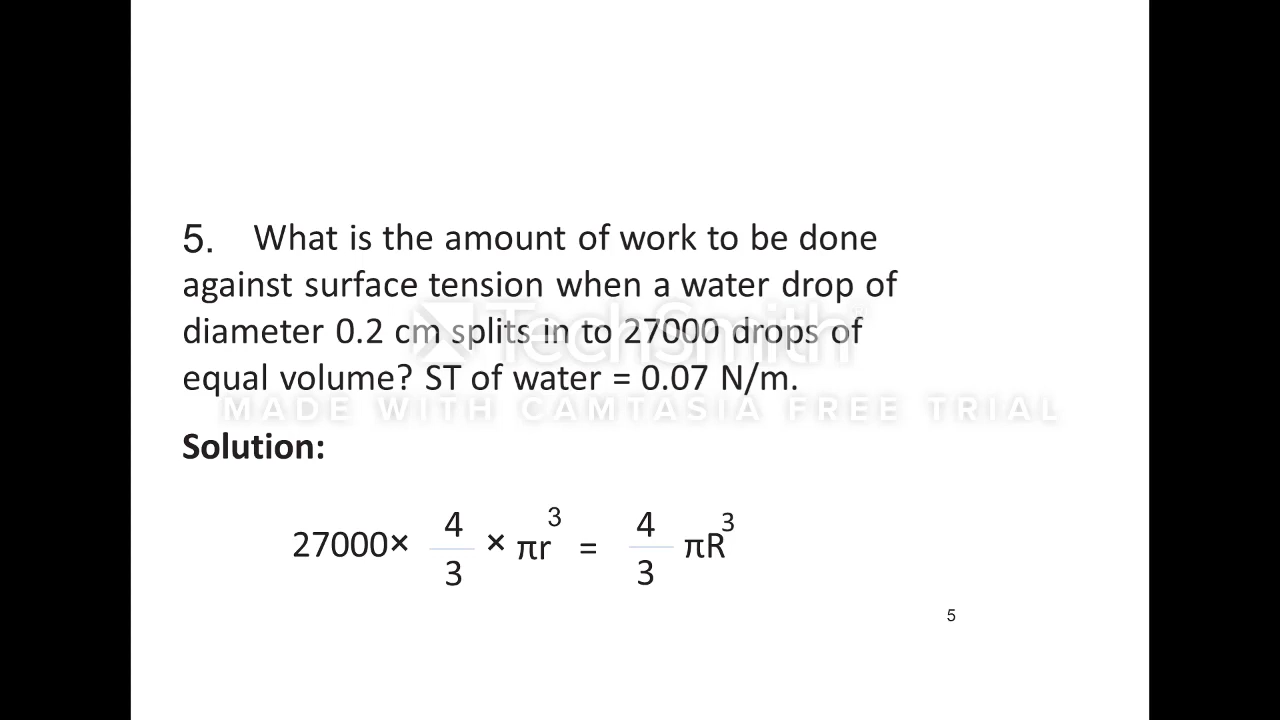 5. What is the amount of work to be done
against surface tension when a water drop of
diameter 0.2 cm splits in to 27000 drops of
equal volume? ST of water = 0.07 N/m.
TechSmith
MADE WITH CAMTASIA FREE TRIAL
Solution:
27000× 4/3 × πr³ = 4/3 πR³
5